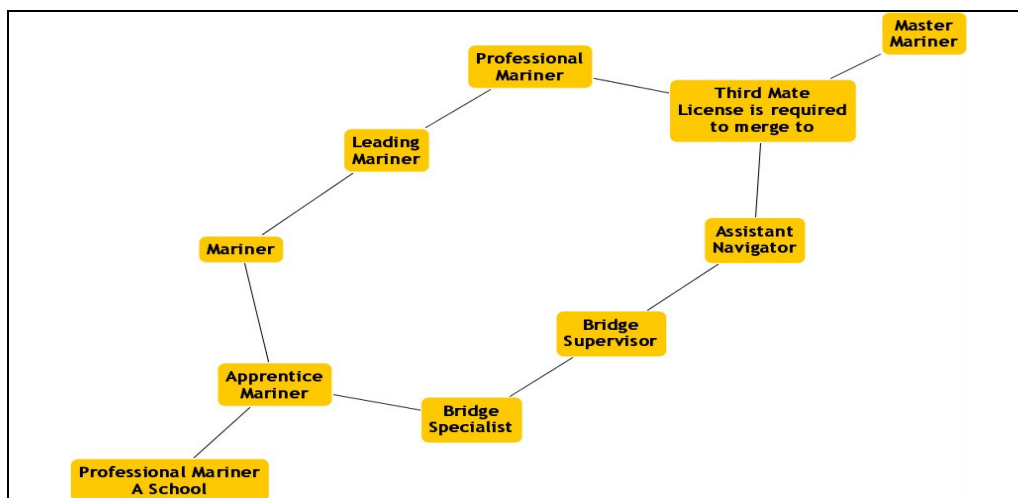 Master
Mariner
Professional
Mariner
Third Mate
License is required
to merge to
Leading
Mariner
Assistant
Navigator
Mariner
Bridge
Supervisor
Apprentice
Mariner
Bridge
Specialist
Professional Mariner
A School